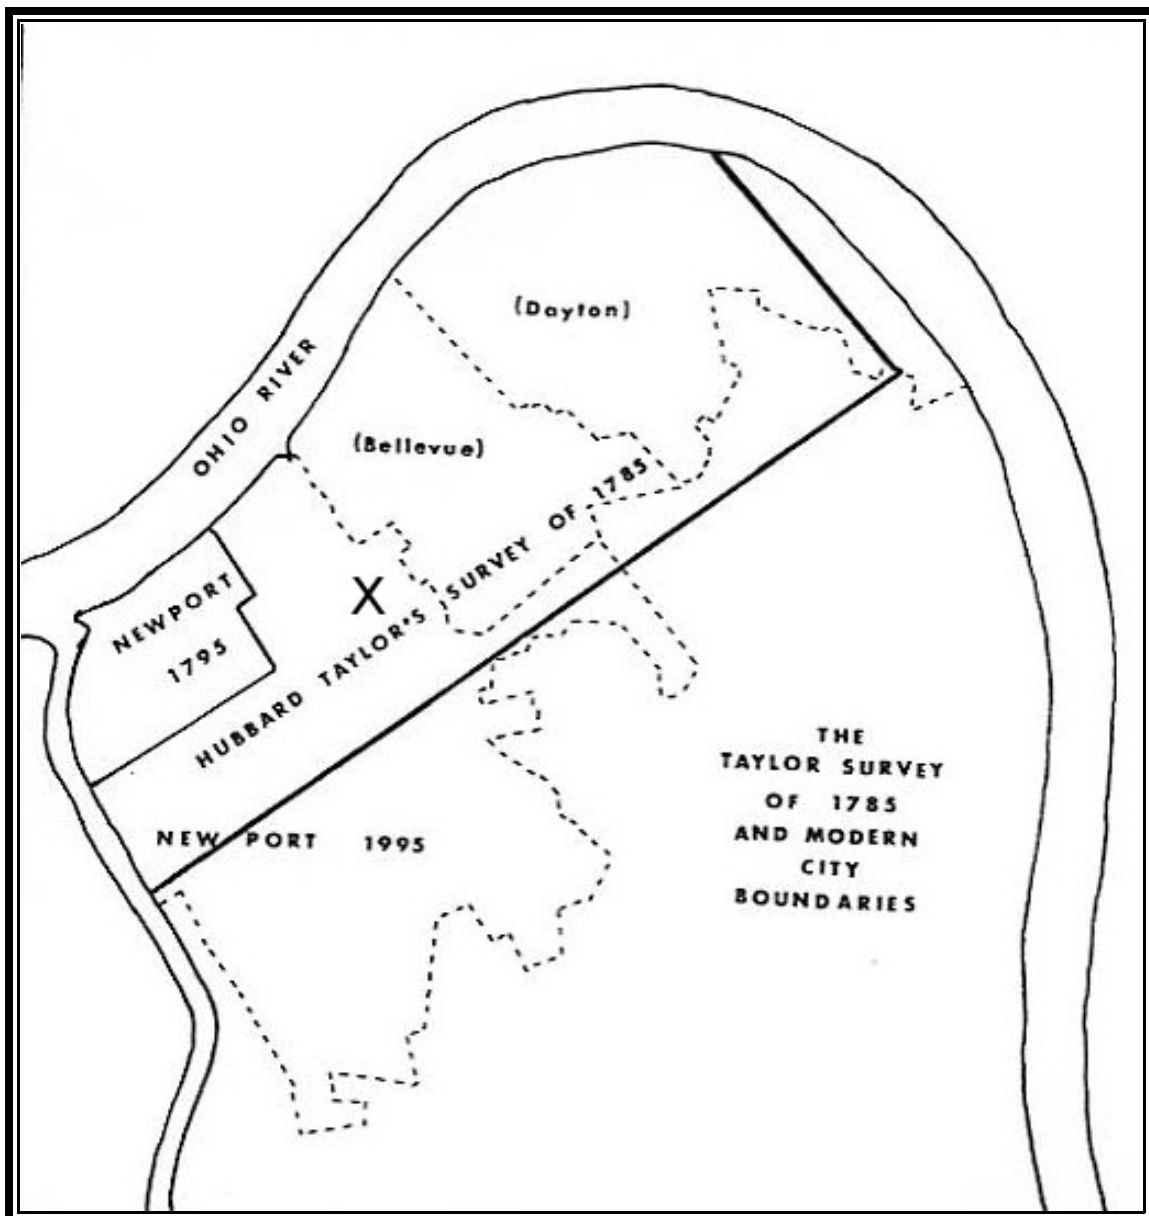 (Dayton)
OHIO RIVER
(Bellevue)
HUBBARD TAYLOR'S SURVEY OF 1785
X
NEWPORT
1795
THE
TAYLOR SURVEY
OF 1785
AND MODERN
CITY
BOUNDARIES
NEW PORT 1995